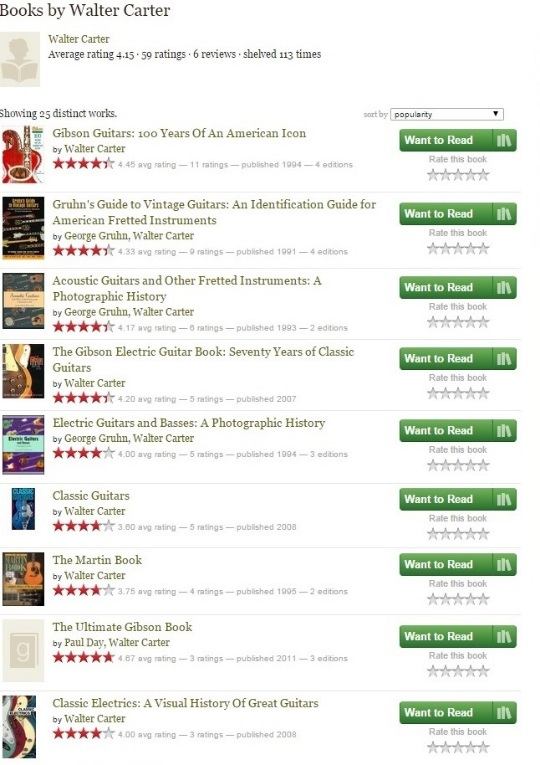 Books by Walter Carter
Walter Carter
Average rating 4.15 · 59 ratings · 6 reviews · shelved 113 times
Showing 25 distinct works.
sort by popularity
Gibson Guitars: 100 Years Of An American Icon
by Walter Carter
4.45 avg rating — 11 ratings — published 1994 — 4 editions
Want to Read
Rate this book
Gruhn's Guide to Vintage Guitars: An Identification Guide for
American Fretted Instruments
by George Gruhn, Walter Carter
4.33 avg rating — 9 ratings — published 1991 — 4 editions
Want to Read
Rate this book
Acoustic Guitars and Other Fretted Instruments: A
Photographic History
by George Gruhn, Walter Carter
4.17 avg rating — 6 ratings — published 1993 — 2 editions
Want to Read
Rate this book
The Gibson Electric Guitar Book: Seventy Years of Classic
Guitars
by Walter Carter
4.20 avg rating — 5 ratings — published 2007
Want to Read
Rate this book
Electric Guitars and Basses: A Photographic History
by George Gruhn, Walter Carter
4.00 avg rating — 5 ratings — published 1994 — 3 editions
Want to Read
Rate this book
Classic Guitars
by Walter Carter
3.60 avg rating — 5 ratings — published 2008
Want to Read
Rate this book
The Martin Book
by Walter Carter
3.75 avg rating — 4 ratings — published 1995 — 2 editions
Want to Read
Rate this book
The Ultimate Gibson Book
by Paul Day, Walter Carter
4.67 avg rating — 3 ratings — published 2011 — 3 editions
Want to Read
Rate this book
g
Classic Electrics: A Visual History Of Great Guitars
by Walter Carter
4.00 avg rating — 3 ratings — published 2008
Want to Read
Rate this book